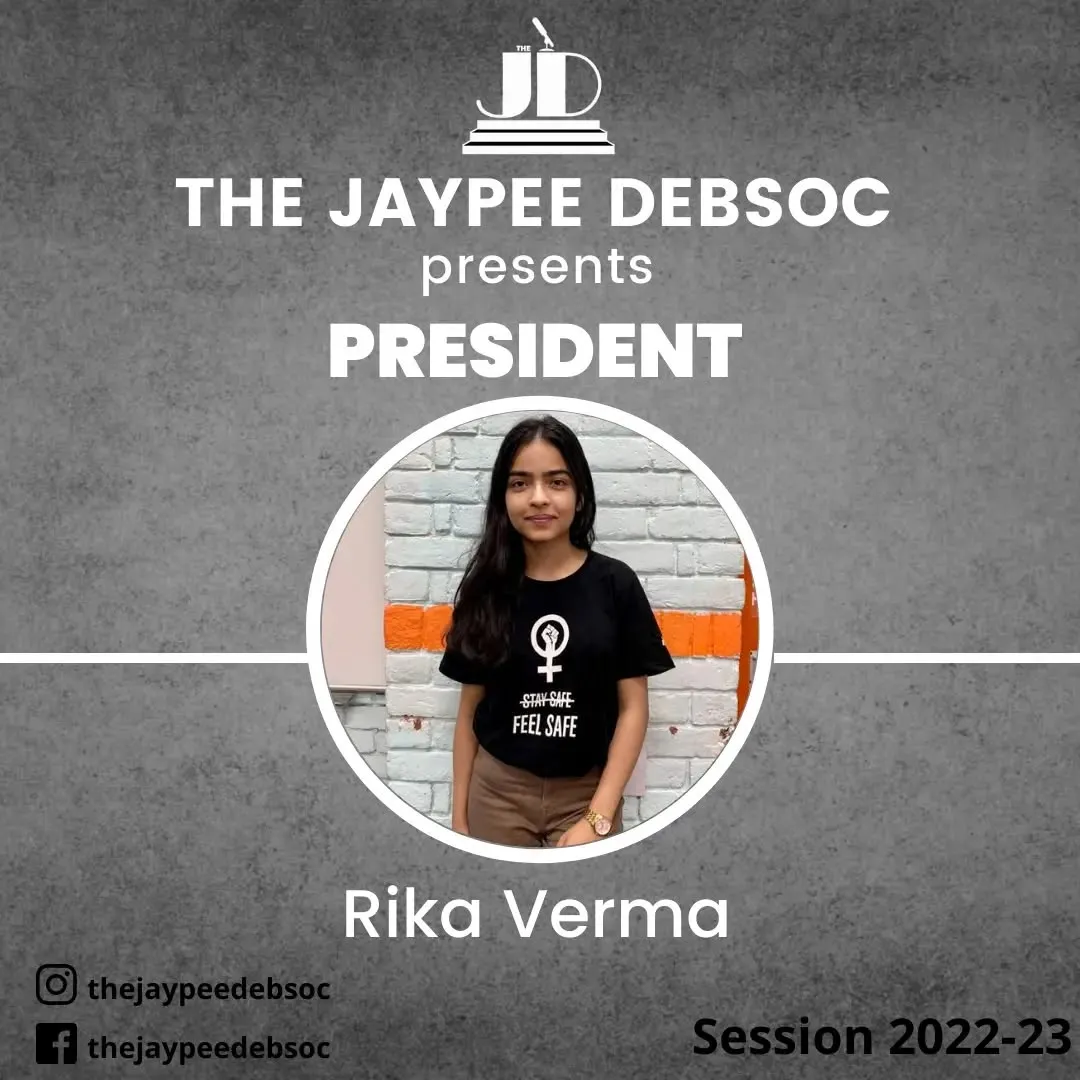 THE
JD
THE JAYPEE DEBSOC
presents
PRESIDENT
STAY SAFE
FEEL SAFE
Rika Verma
thejaypeedebsoc
thejaypeedebsoc
Session 2022-23